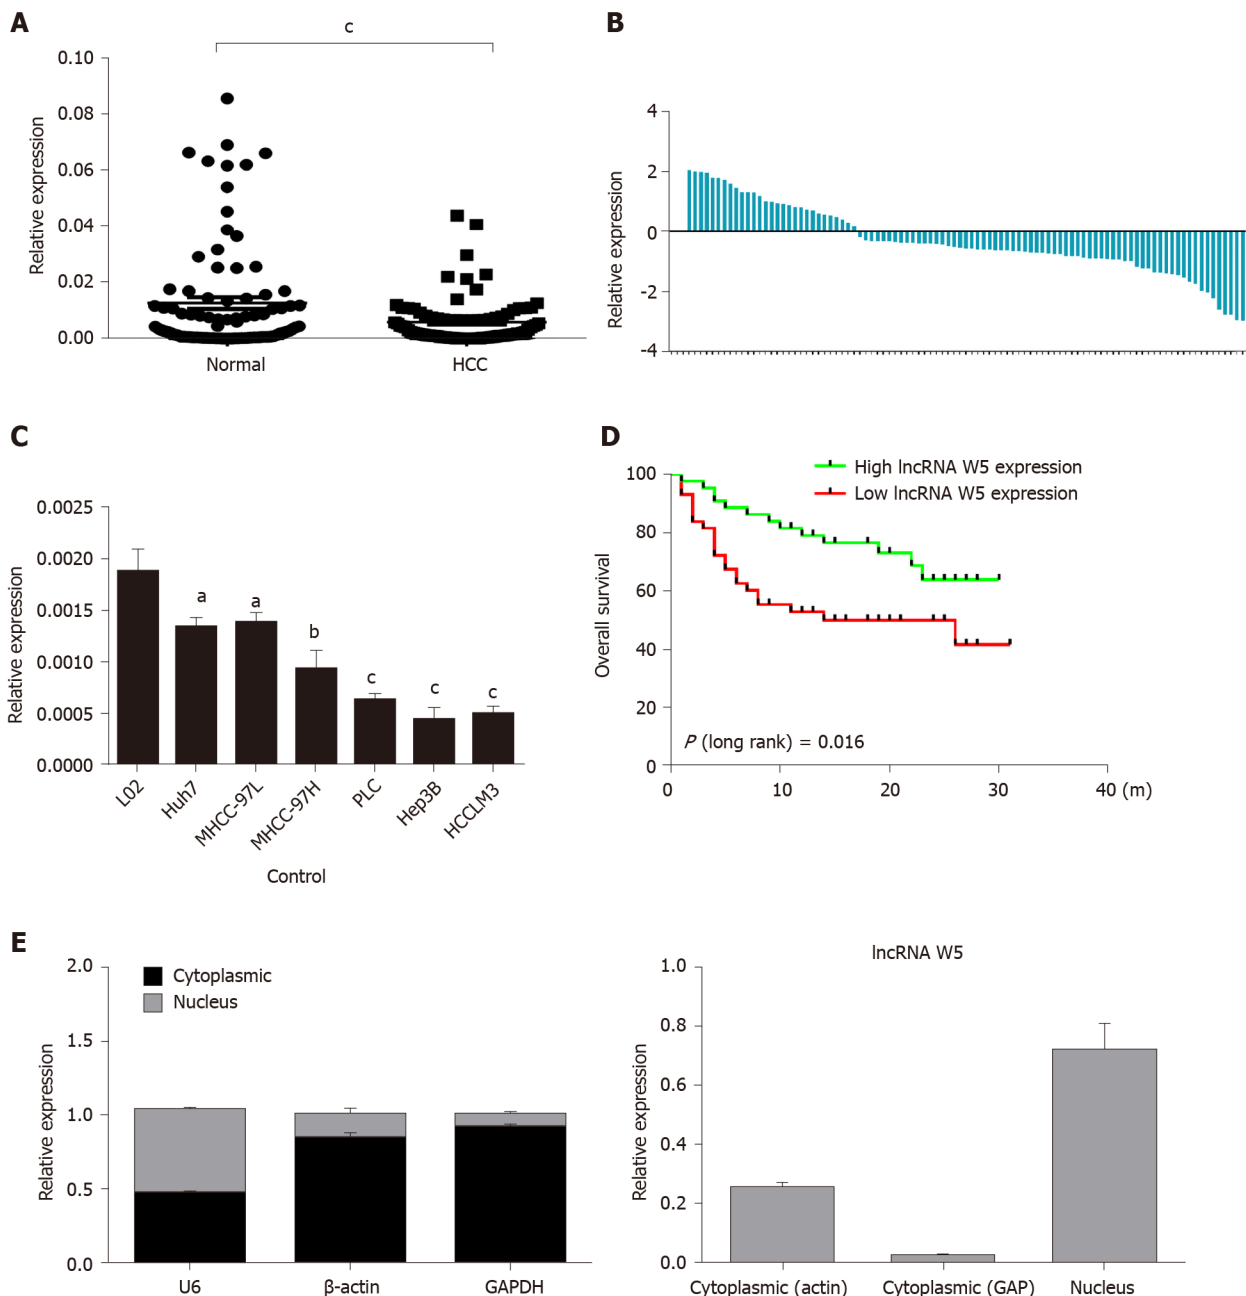 A
c
Relative expression
0.10
0.08
0.06
0.04
0.02
0.00
Normal
HCC
B
Relative expression
4
2
0
-2
-4
C
Relative expression
0.0025
0.0020
0.0015
0.0010
0.0005
0.0000
a
a
b
c
c
c
L02
Huh7
MHCC-97L
MHCC-97H
PLC
Hep3B
HCCLM3
Control
D
High lncRNA W5 expression
Low lncRNA W5 expression
Overall survival
100
80
60
40
20
0
P (long rank) = 0.016
0
10
20
30
40 (m)
E
Cytoplasmic
Nucleus
Relative expression
2.0
1.5
1.0
0.5
0.0
U6
β-actin
GAPDH
lncRNA W5
Relative expression
1.0
0.8
0.6
0.4
0.2
0.0
Cytoplasmic (actin)
Cytoplasmic (GAP)
Nucleus